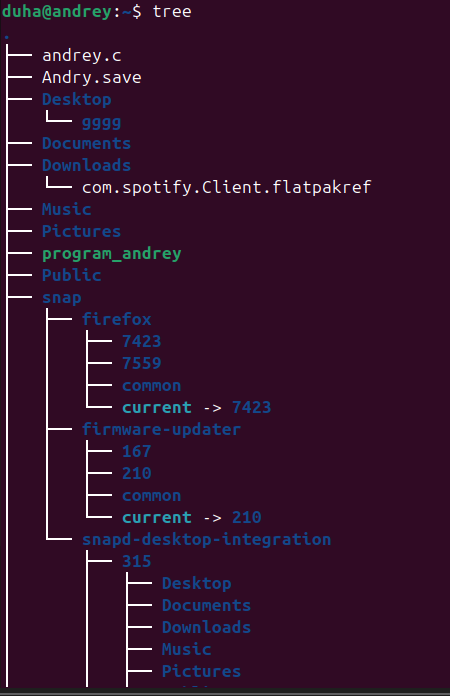 duha@andrey:~$ tree
.
├── andrey.c
├── Andry.save
├── Desktop
│   └── gggg
├── Documents
├── Downloads
│   └── com.spotify.Client.flatpakref
├── Music
├── Pictures
├── program_andrey
├── Public
├── snap
│   ├── firefox
│   │   ├── 7423
│   │   ├── 7559
│   │   ├── common
│   │   └── current -> 7423
│   ├── firmware-updater
│   │   ├── 167
│   │   ├── 210
│   │   ├── common
│   │   └── current -> 210
│   └── snapd-desktop-integration
│       ├── 315
│       │   ├── Desktop
│       │   ├── Documents
│       │   ├── Downloads
│       │   ├── Music
│       │   ├── Pictures